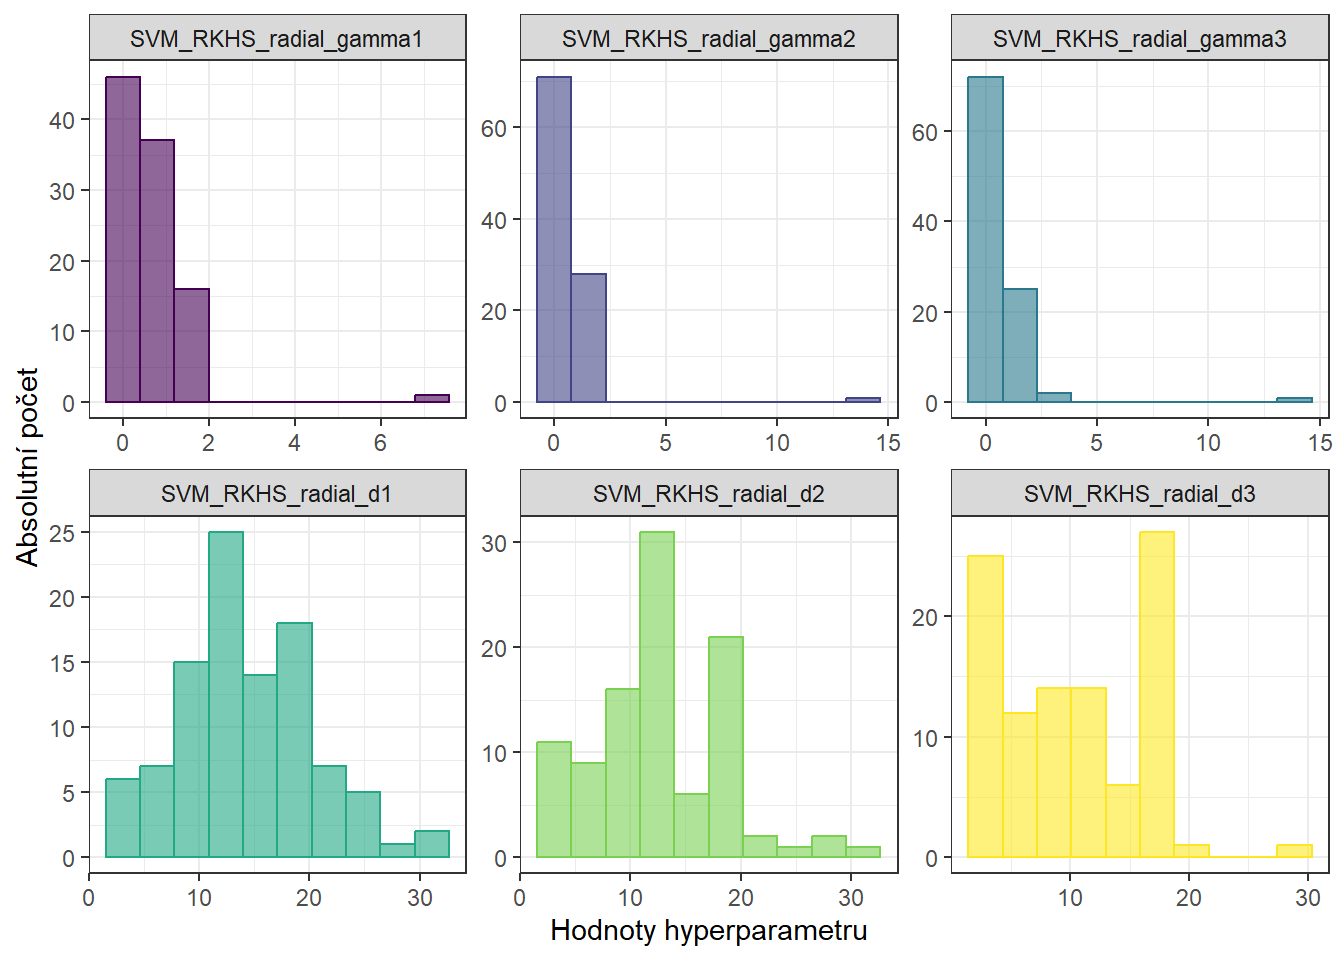 SVM_RKHS_radial_gamma1
SVM_RKHS_radial_gamma2
SVM_RKHS_radial_gamma3
40
30
20
10
0
0 2 4 6
60
40
20
0
0 5 10 15
60
40
20
0
0 5 10 15
Absolutní počet
SVM_RKHS_radial_d1
SVM_RKHS_radial_d2
SVM_RKHS_radial_d3
25
20
15
10
5
0
0 10 20 30
30
20
10
0
0 10 20 30
20
10
0
10 20 30
Hodnoty hyperparametru